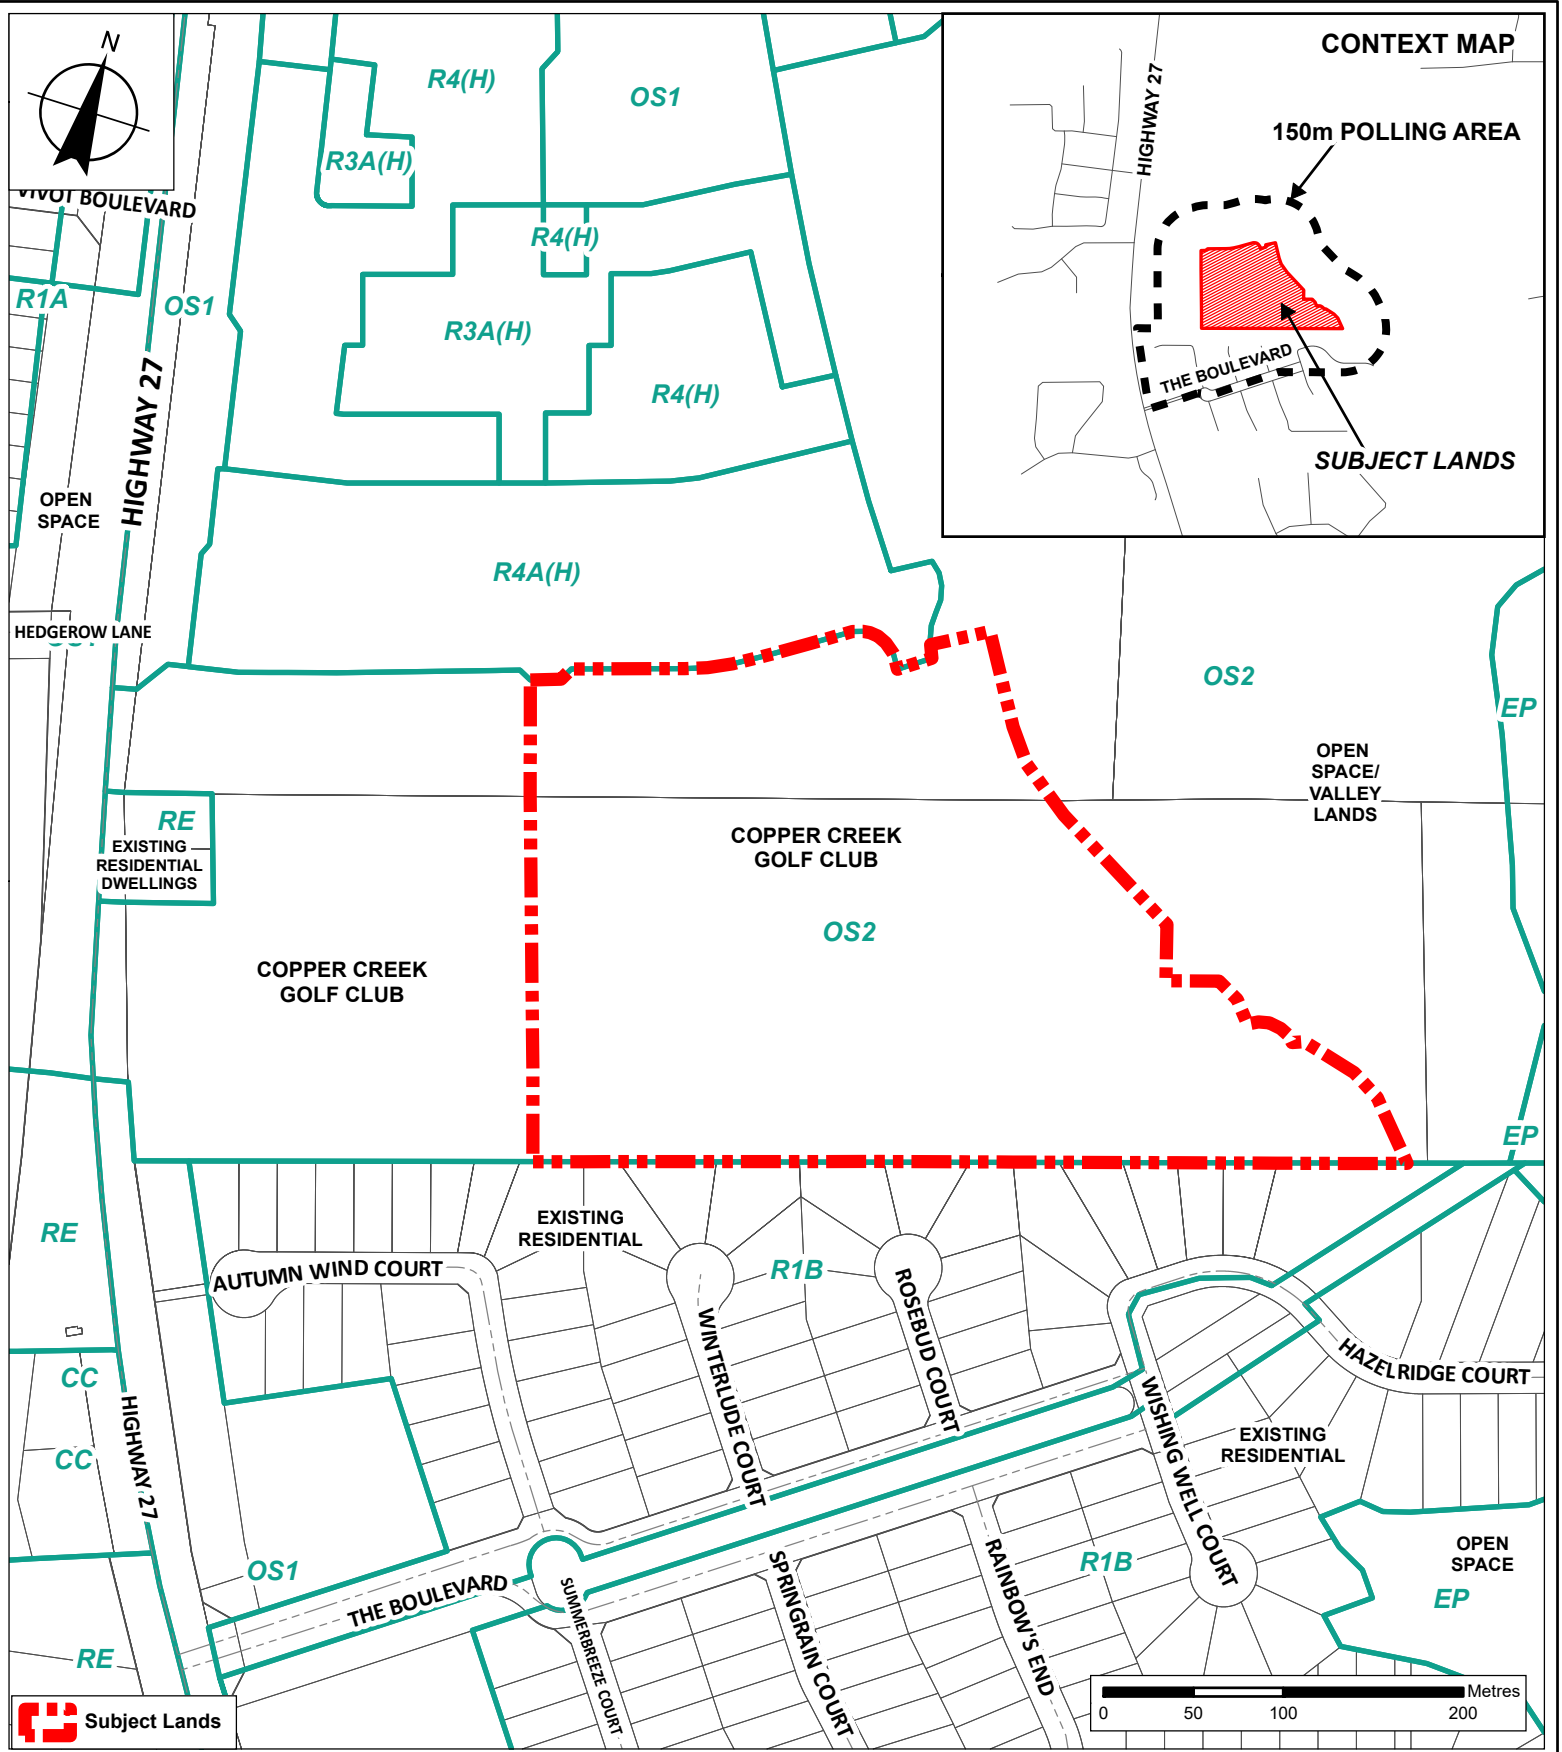 N
CONTEXT MAP
HIGHWAY 27
150m POLLING AREA
THE BOULEVARD
SUBJECT LANDS
R4(H)
OS1
R3A(H)
VIVOT BOULEVARD
R4(H)
R1A
OS1
R3A(H)
HIGHWAY 27
R4(H)
OPEN
SPACE
R4A(H)
HEDGEROW LANE
OS2
EP
OPEN
SPACE/
VALLEY
LANDS
RE
EXISTING
RESIDENTIAL
DWELLINGS
COPPER CREEK
GOLF CLUB
OS2
COPPER CREEK
GOLF CLUB
EP
RE
EXISTING
RESIDENTIAL
R1B
AUTUMN WIND COURT
WINTERLUDE COURT
ROSEBUD COURT
HAZELRIDGE COURT
CC
CC
HIGHWAY 27
WISHING WELL COURT
EXISTING
RESIDENTIAL
OS1
THE BOULEVARD
SUMMERBREEZE COURT
SPRINGRAIN COURT
RAINBOW'S END
R1B
OPEN
SPACE
EP
RE
Subject Lands
Metres
0 50 100 200